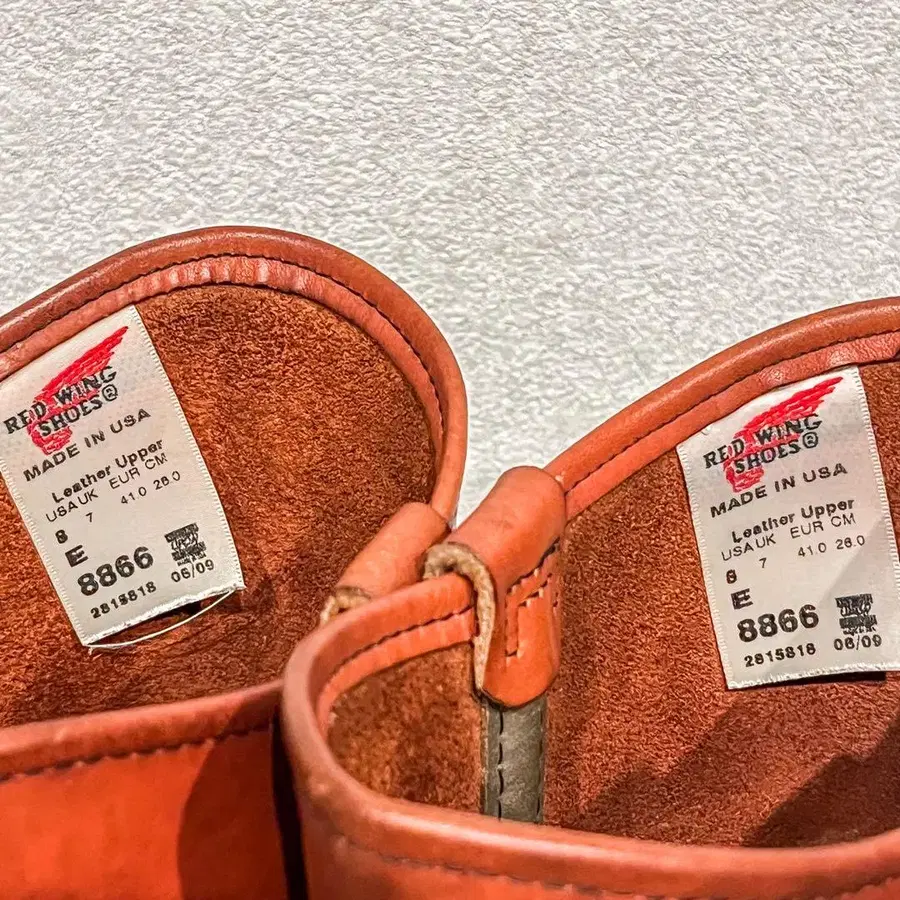 RED WING
SHOES®
MADE IN USA
Leather Upper
USA UK EUR CM
8 7 41.0 26.0
E
8866
2815818 06/09
RED WING
SHOES®
MADE IN USA
Leather Upper
USA UK EUR CM
8 7 41.0 26.0
E
8866
2815818 06/09